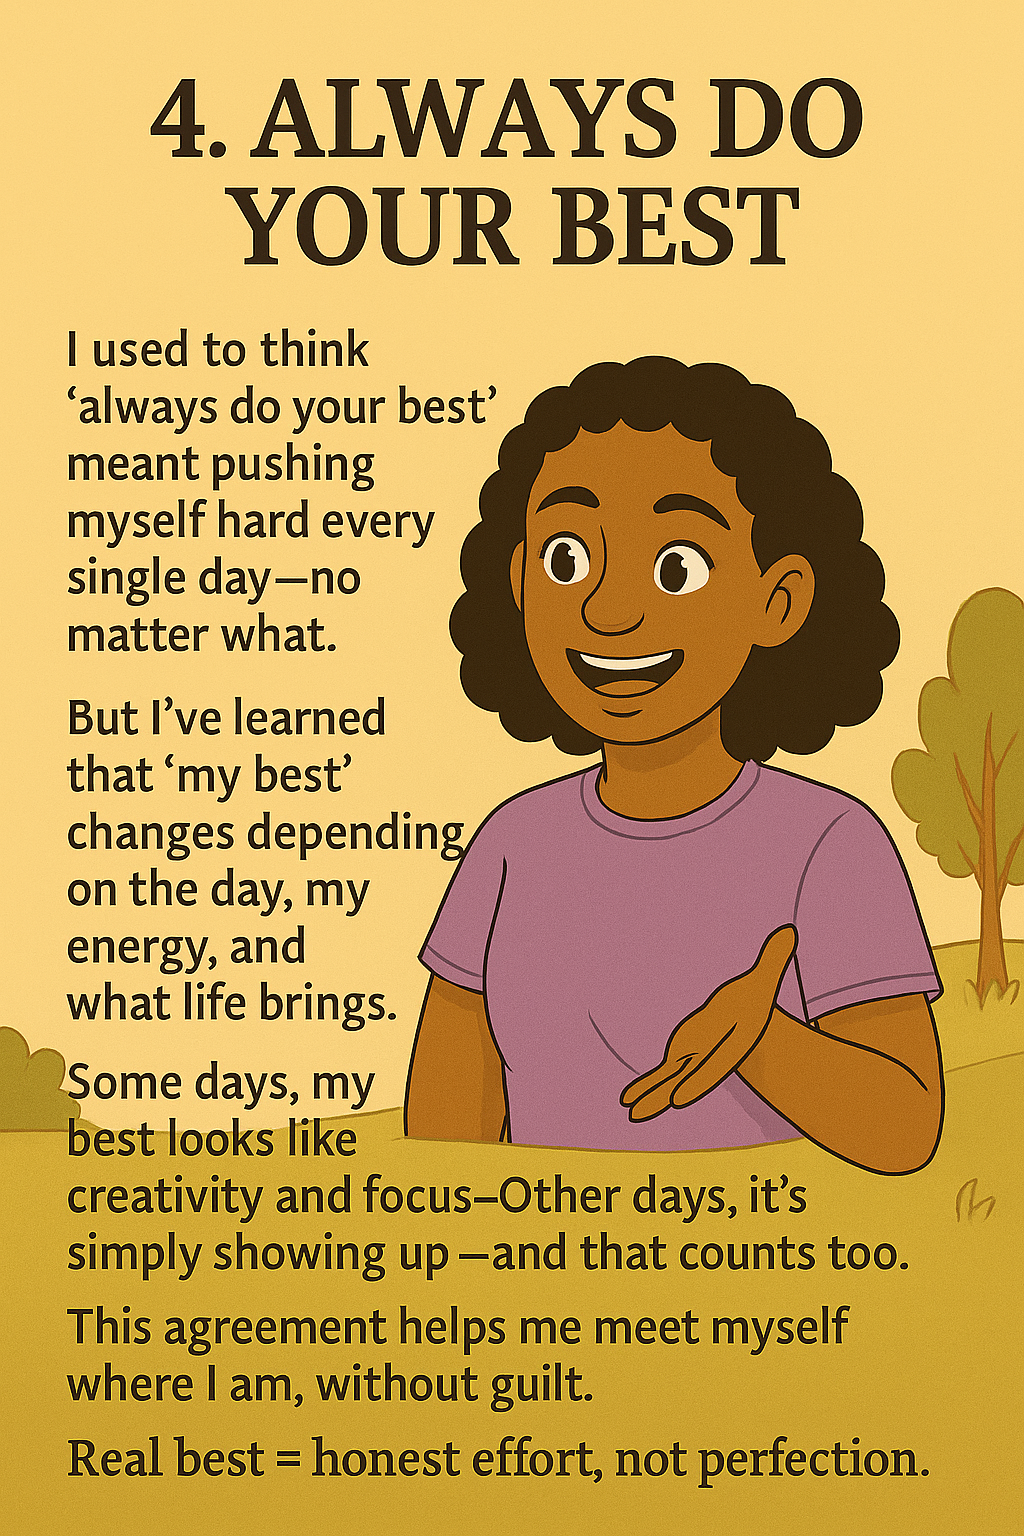 4. ALWAYS DO
YOUR BEST
I used to think
‘always do your best’
meant pushing
myself hard every
single day—no
matter what.
But I’ve learned
that ‘my best’
changes depending
on the day, my
energy, and
what life brings.
Some days, my
best looks like
creativity and focus–Other days, it’s
simply showing up —and that counts too.
This agreement helps me meet myself
where I am, without guilt.
Real best = honest effort, not perfection.